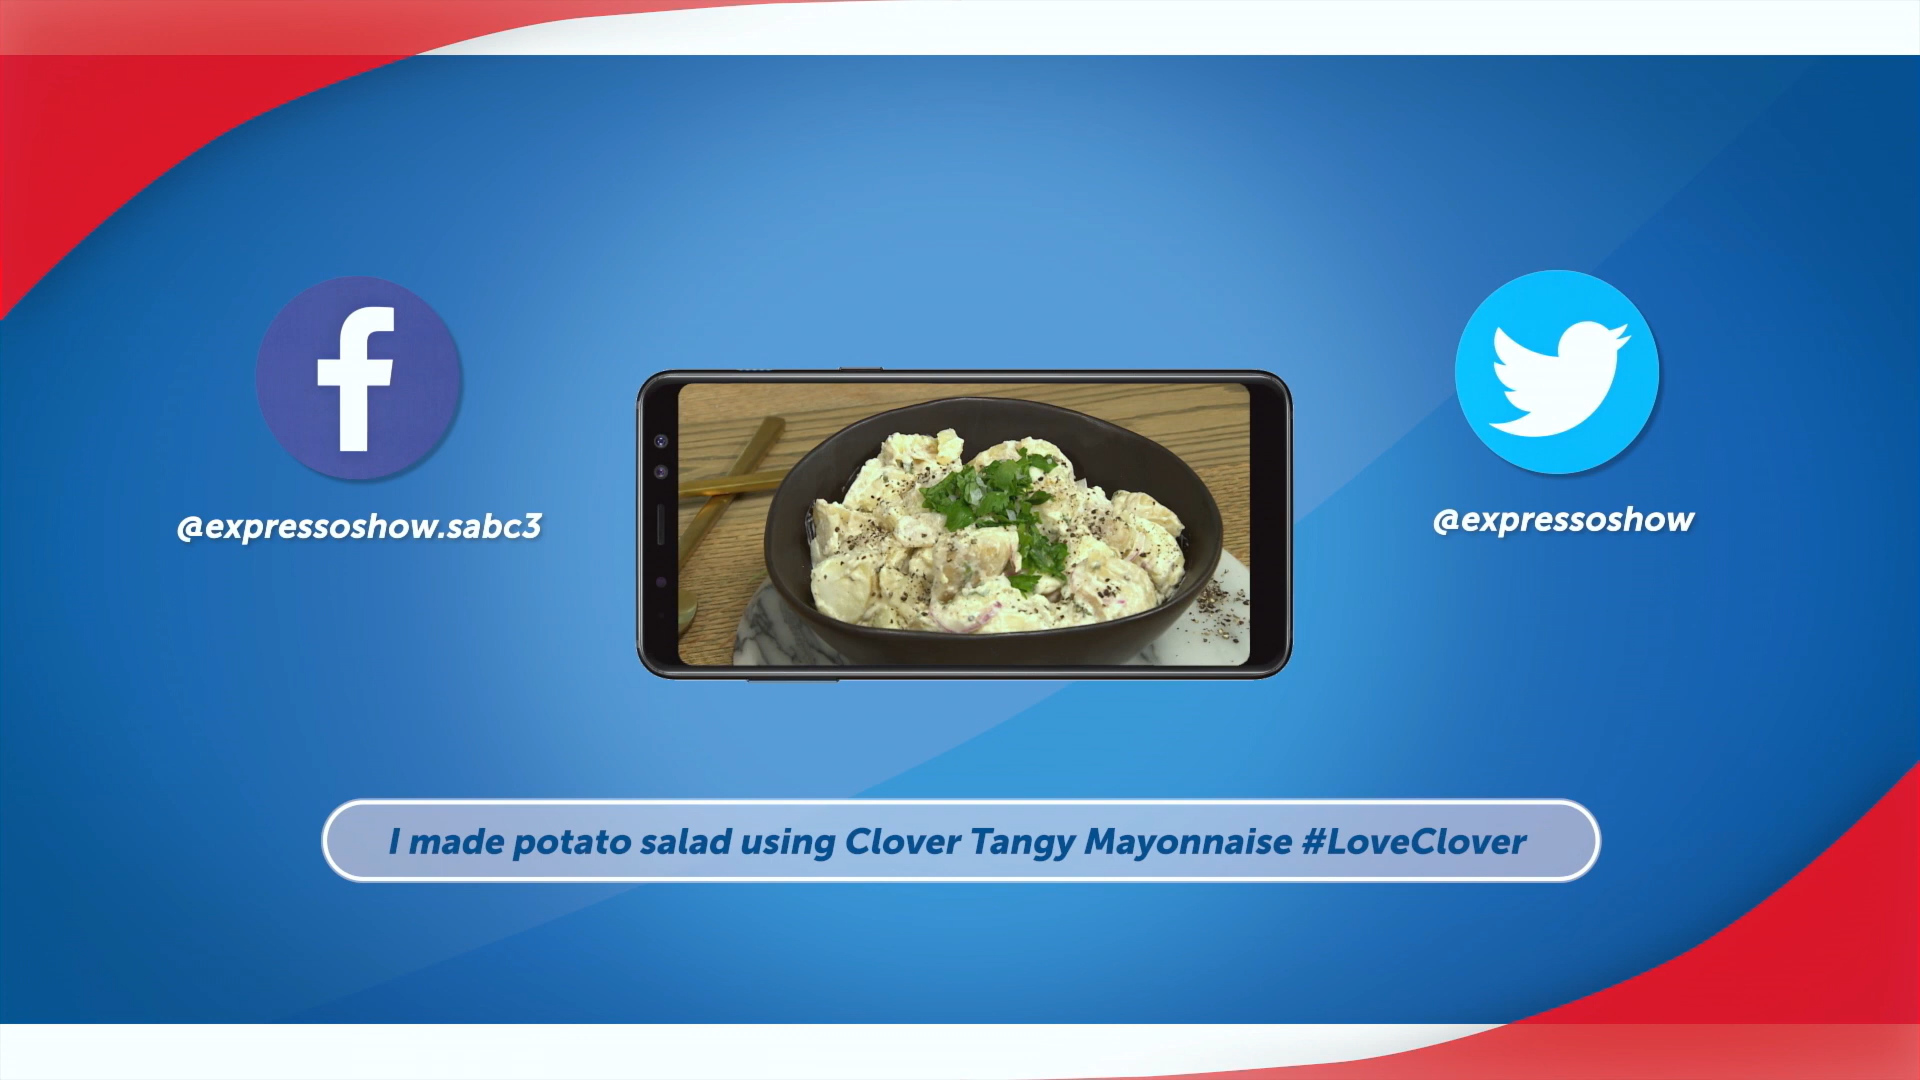 @expressoshow.sabc3
@expressoshow
I made potato salad using Clover Tangy Mayonnaise #LoveClover